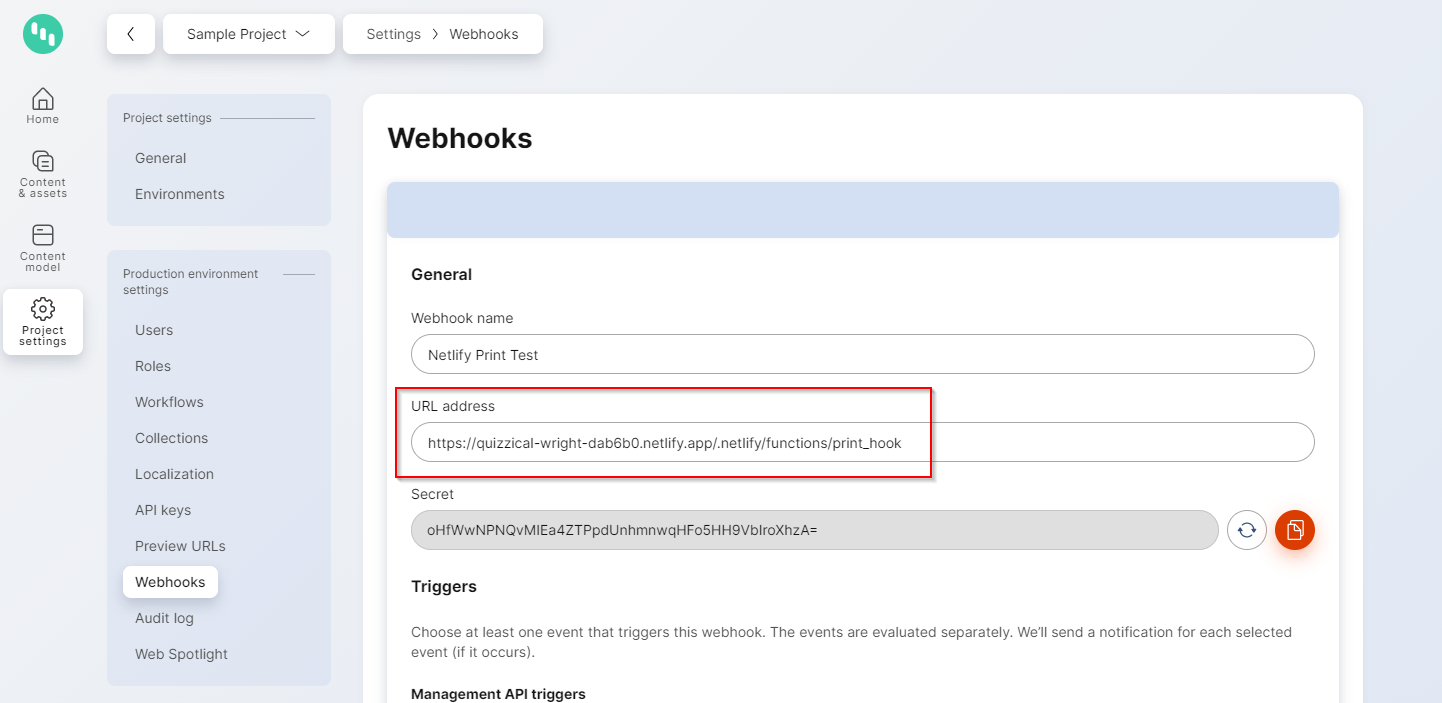 Sample Project
Settings > Webhooks
Home
Content
& assets
Content
model
Project
settings
Project settings
General
Environments
Production environment
settings
Users
Roles
Workflows
Collections
Localization
API keys
Preview URLs
Webhooks
Audit log
Web Spotlight
Webhooks
General
Webhook name
Netlify Print Test
URL address
https://quizzical-wright-dab6b0.netlify.app/.netlify/functions/print_hook
Secret
oHfWwNPNQvMIEa4ZTPpdUnhmnwqHFo5HH9VbIroXhzA=
Triggers
Choose at least one event that triggers this webhook. The events are evaluated separately. We’ll send a notification for each selected
event (if it occurs).
Management API triggers